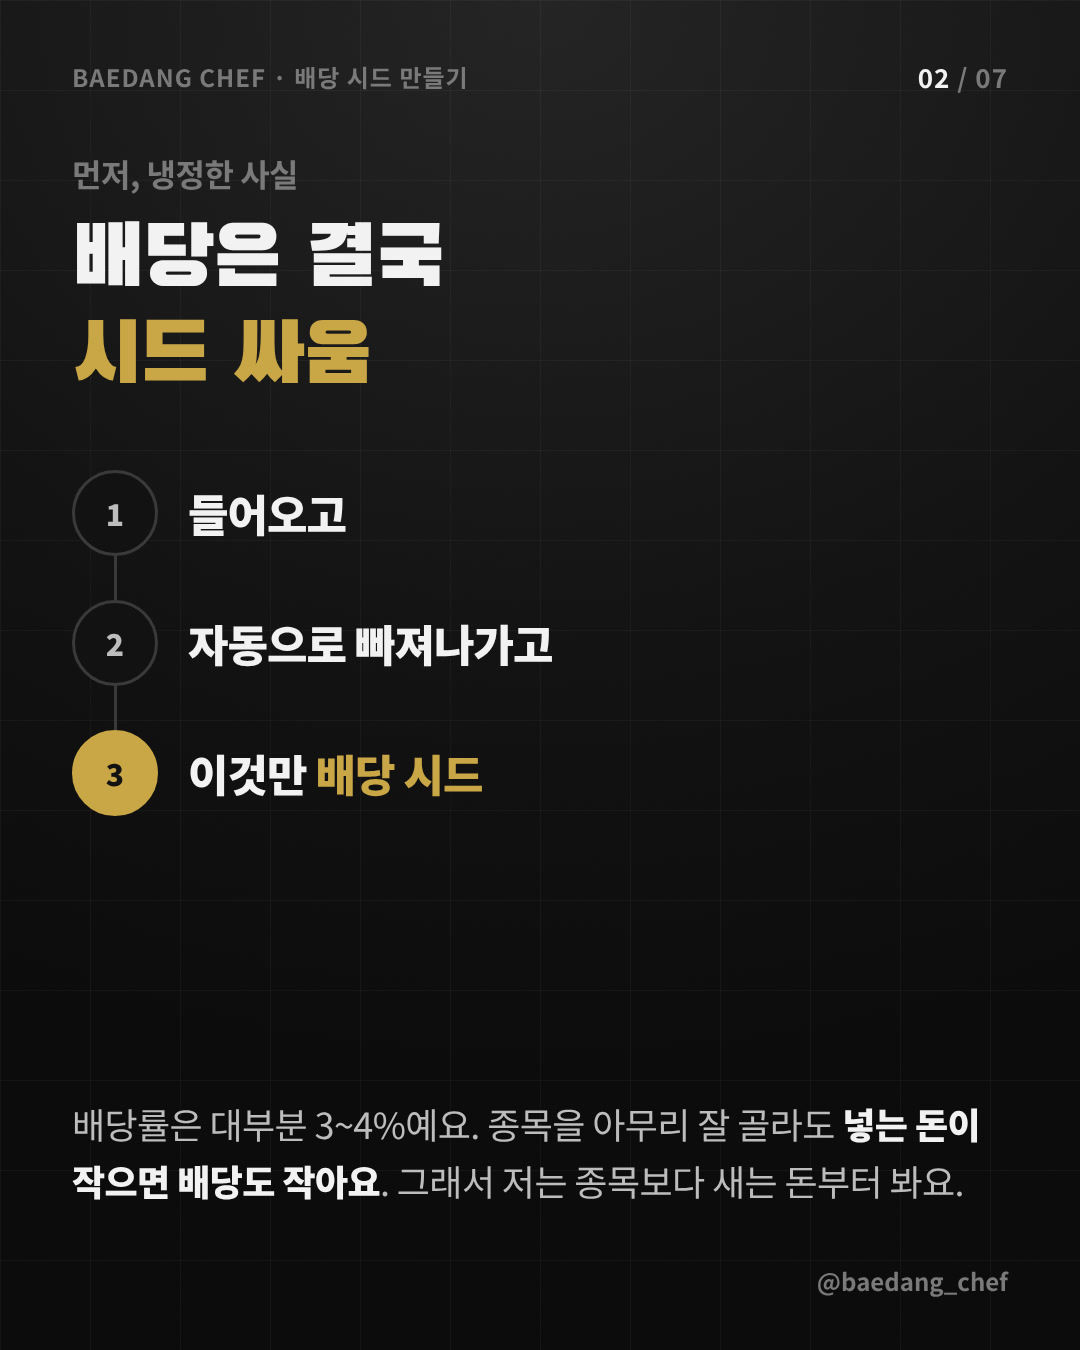 BAEDANG CHEF · 배당 시드 만들기
02 / 07
먼저, 냉정한 사실
배당은 결국
시드 싸움
1 들어오고
2 자동으로 빠져나가고
3 이것만 배당 시드
배당률은 대부분 3~4%예요. 종목을 아무리 잘 골라도 넣는 돈이
작으면 배당도 작아요. 그래서 저는 종목보다 새는 돈부터 봐요.
@baedang_chef